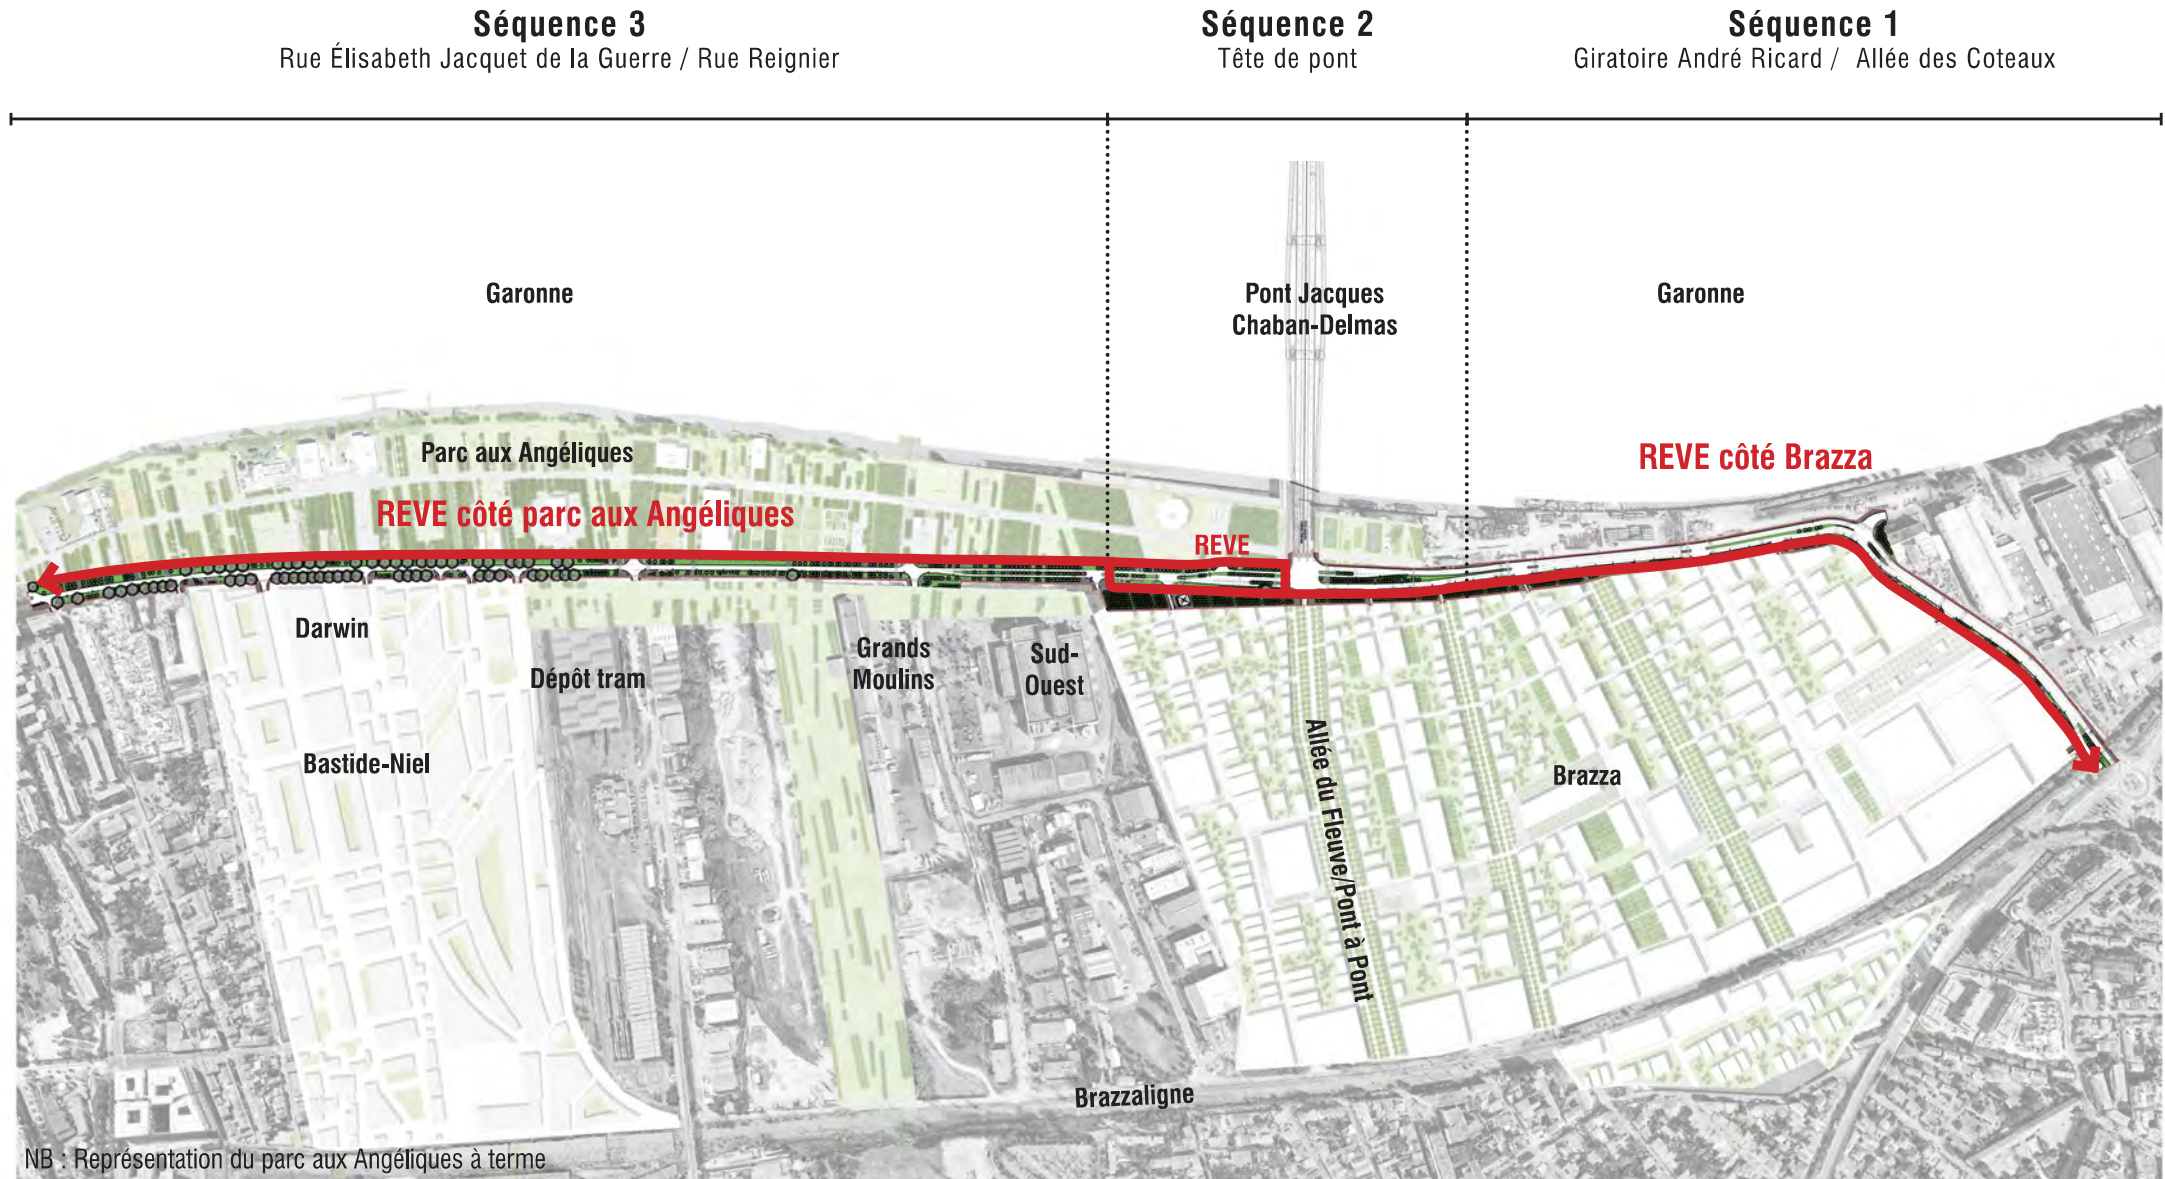 Séquence 3
Rue Élisabeth Jacquet de la Guerre / Rue Reignier
Séquence 2
Tête de pont
Séquence 1
Giratoire André Ricard / Allée des Coteaux
Garonne
Pont Jacques
Chaban-Delmas
Garonne
Parc aux Angéliques
REVE côté Brazza
REVE côté parc aux Angéliques
REVE
Darwin
Dépôt tram
Grands
Moulins
Sud-
Ouest
Bastide-Niel
Allée du Fleuve/Pont à Pont
Brazza
Brazzaligne
NB : Représentation du parc aux Angéliques à terme